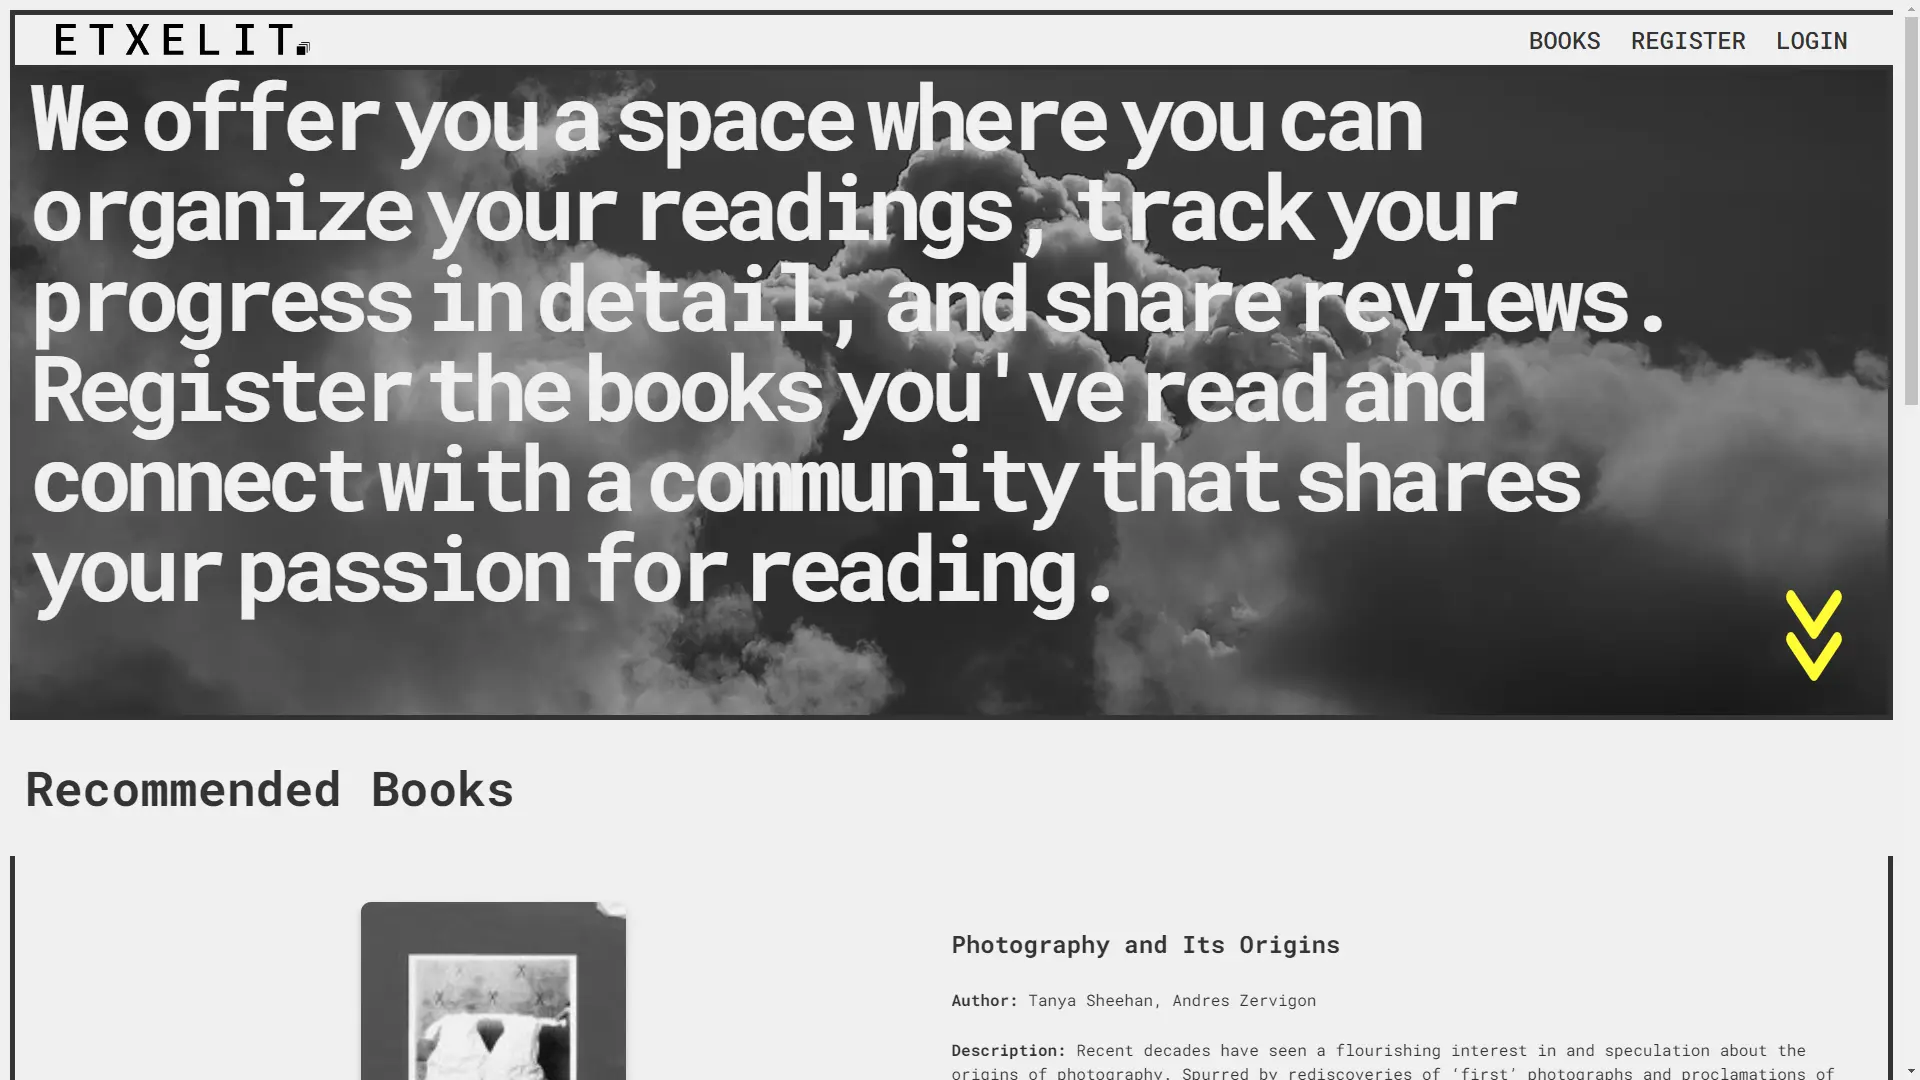 ETXELIT
BOOKS REGISTER LOGIN
We offer you a space where you can
organize your readings, track your
progress in detail, and share reviews.
Register the books you've read and
connect with a community that shares
your passion for reading.
Recommended Books
Photography and Its Origins
Author: Tanya Sheehan, Andres Zervigon
Description: Recent decades have seen a flourishing interest in and speculation about the
origins of photography. Spurred by rediscoveries of ‘first’ photographs and proclamations of